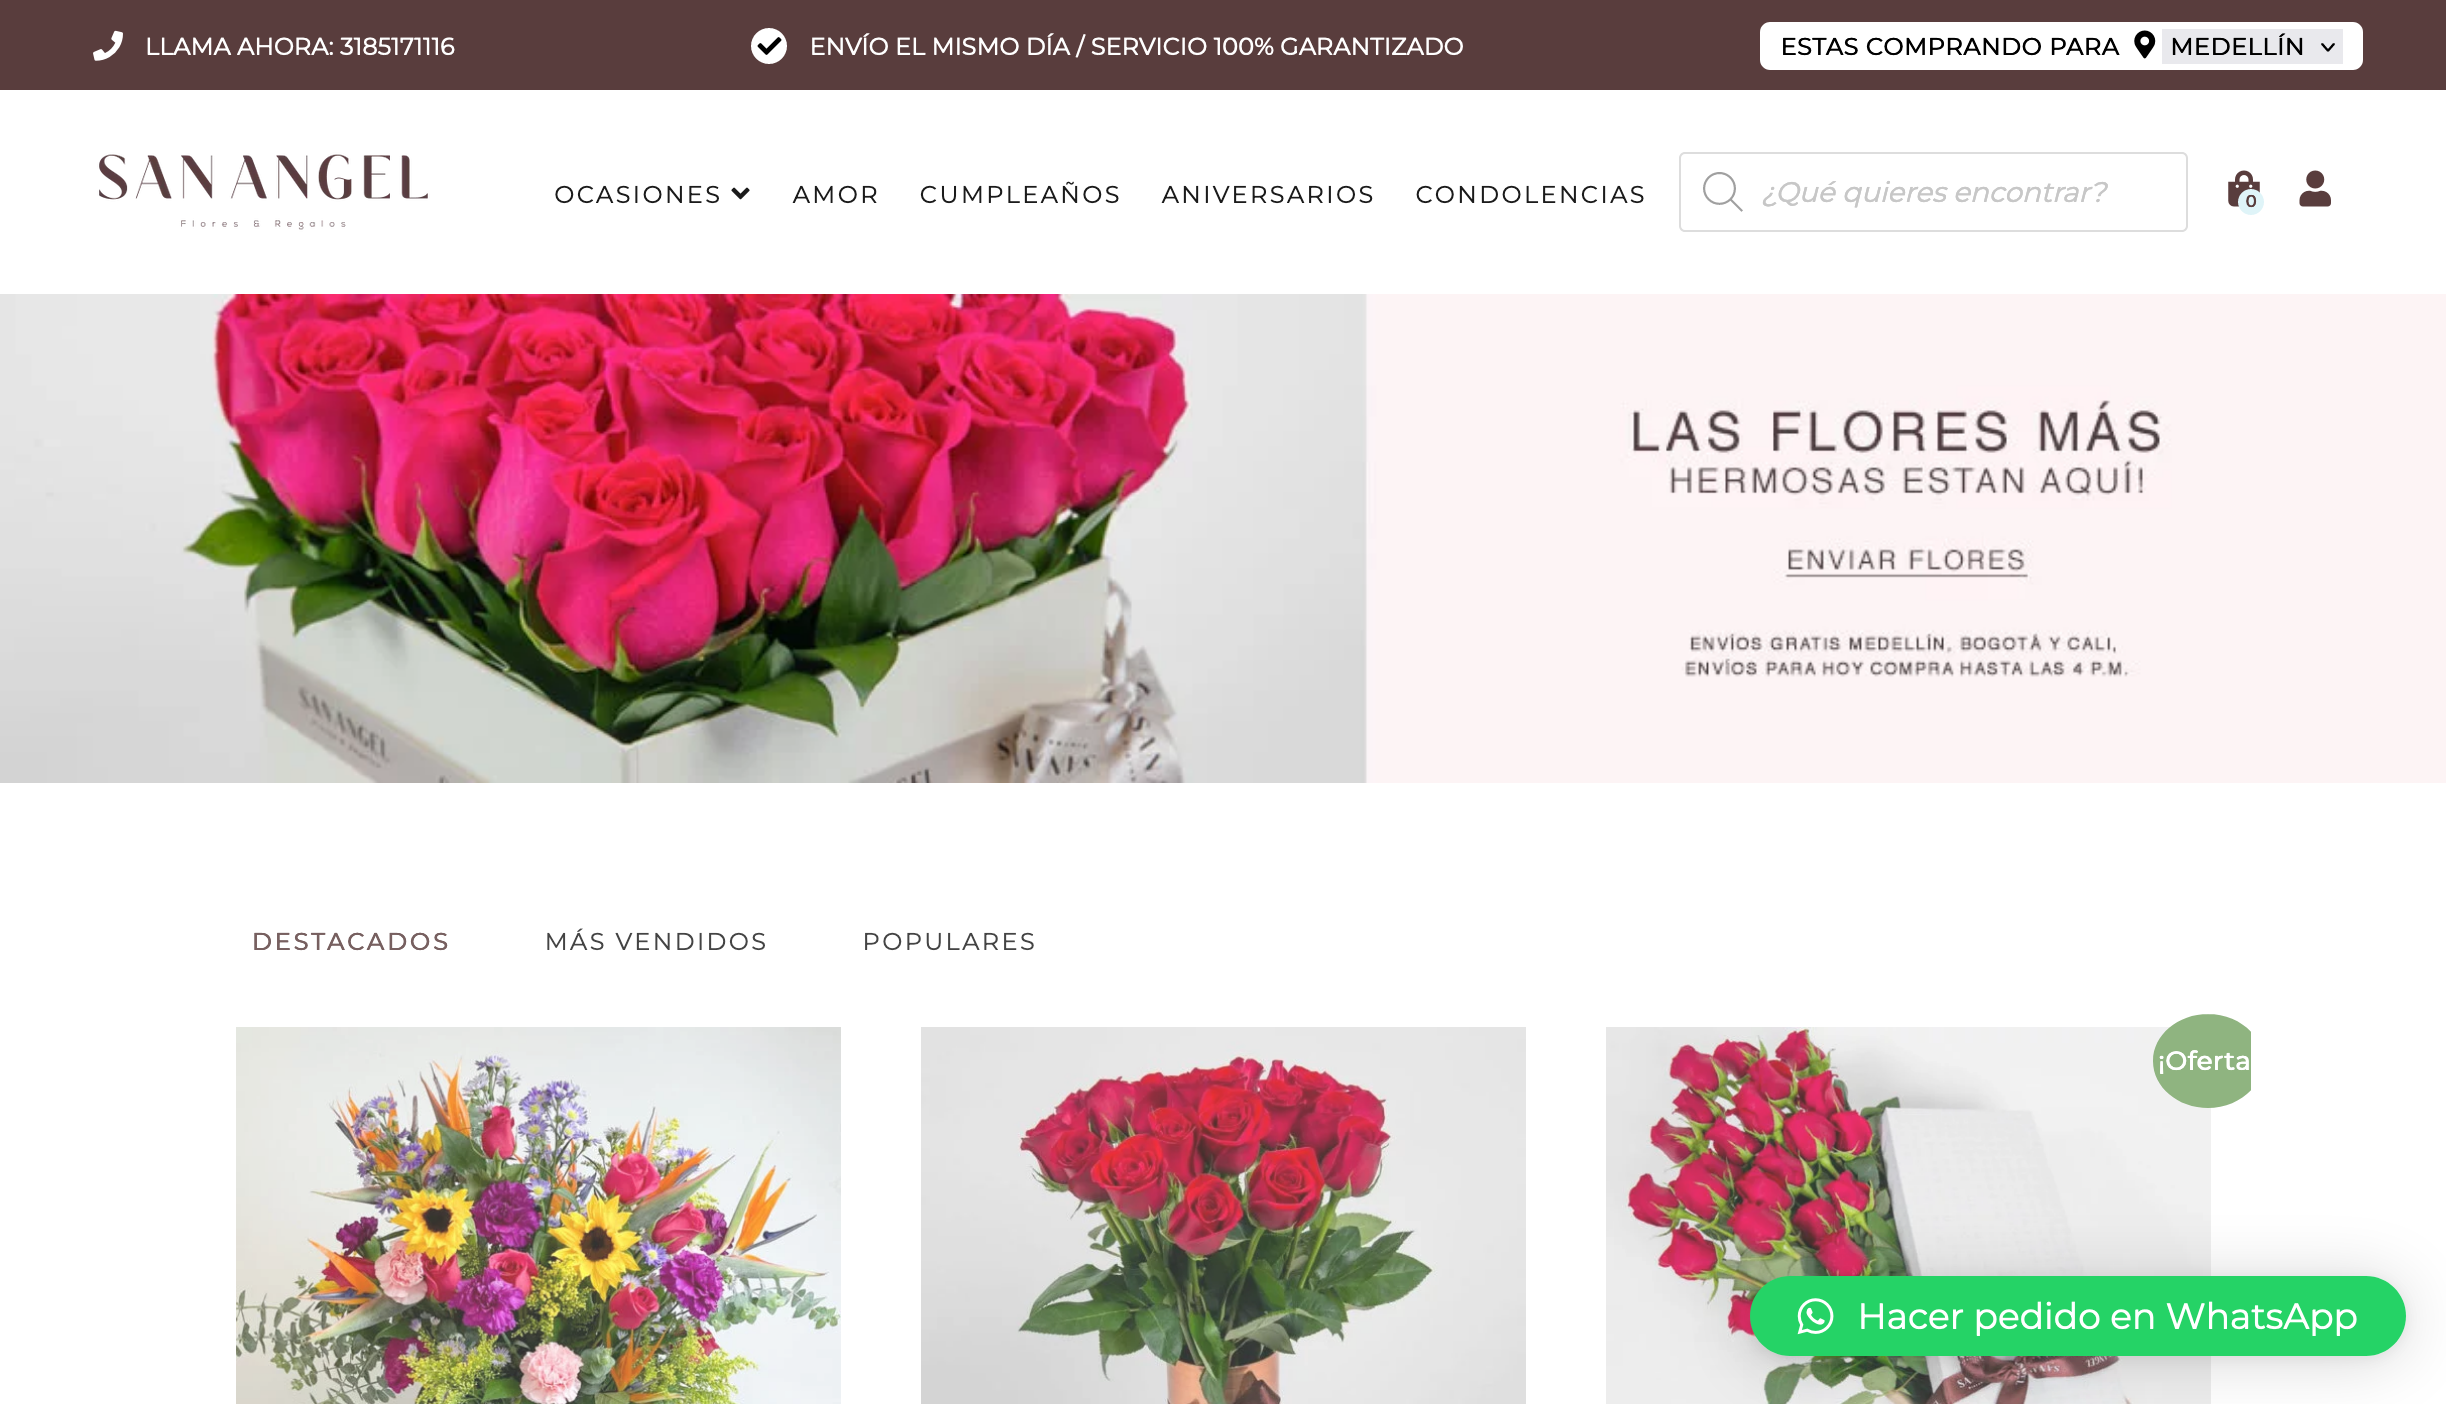 LLAMA AHORA: 3185171116
ENVÍO EL MISMO DÍA / SERVICIO 100% GARANTIZADO
ESTAS COMPRANDO PARA MEDELLÍN
SAN ANGEL
Flores & Regalos
OCASIONES AMOR CUMPLEAÑOS ANIVERSARIOS CONDOLENCIAS
¿Qué quieres encontrar?
0
LAS FLORES MÁS
HERMOSAS ESTAN AQUÍ!
ENVIAR FLORES
ENVÍOS GRATIS MEDELLÍN, BOGOTÁ Y CALI,
ENVÍOS PARA HOY COMPRA HASTA LAS 4 P.M.
SAN ANGEL
DESTACADOS MÁS VENDIDOS POPULARES
¡Oferta
Hacer pedido en WhatsApp